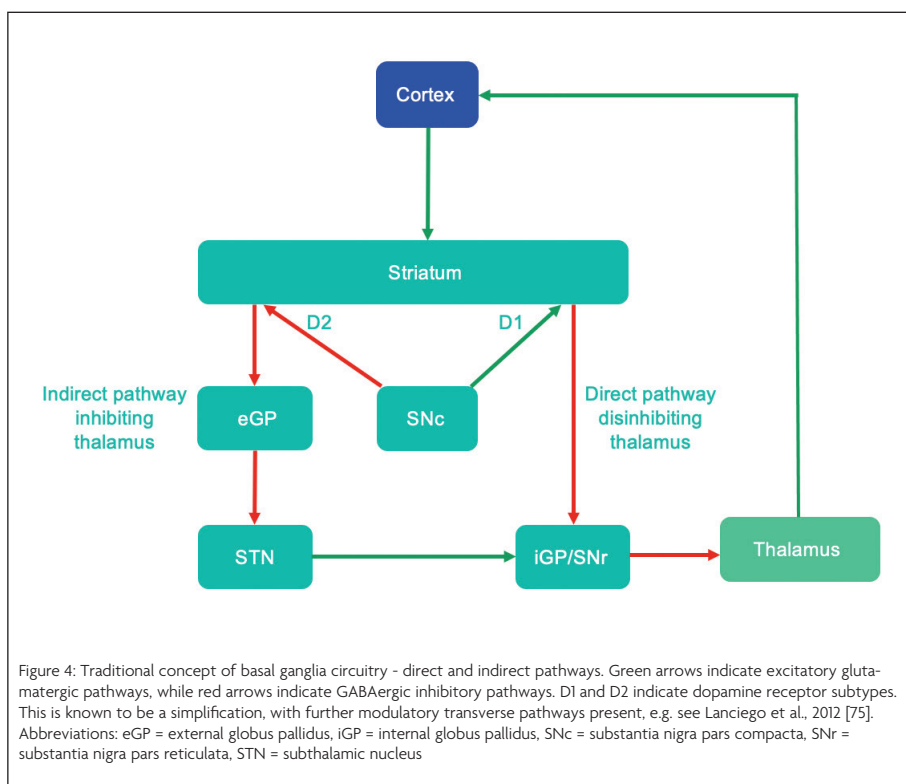 Cortex
Striatum
D2
D1
Indirect pathway
inhibiting
thalamus
eGP
SNc
Direct pathway
disinhibiting
thalamus
STN
iGP/SNr
Thalamus
Figure 4: Traditional concept of basal ganglia circuitry - direct and indirect pathways. Green arrows indicate excitatory gluta-
matergic pathways, while red arrows indicate GABAergic inhibitory pathways. D1 and D2 indicate dopamine receptor subtypes.
This is known to be a simplification, with further modulatory transverse pathways present, e.g. see Lanciego et al., 2012 [75].
Abbreviations: eGP = external globus pallidus, iGP = internal globus pallidus, SNc = substantia nigra pars compacta, SNr =
substantia nigra pars reticulata, STN = subthalamic nucleus